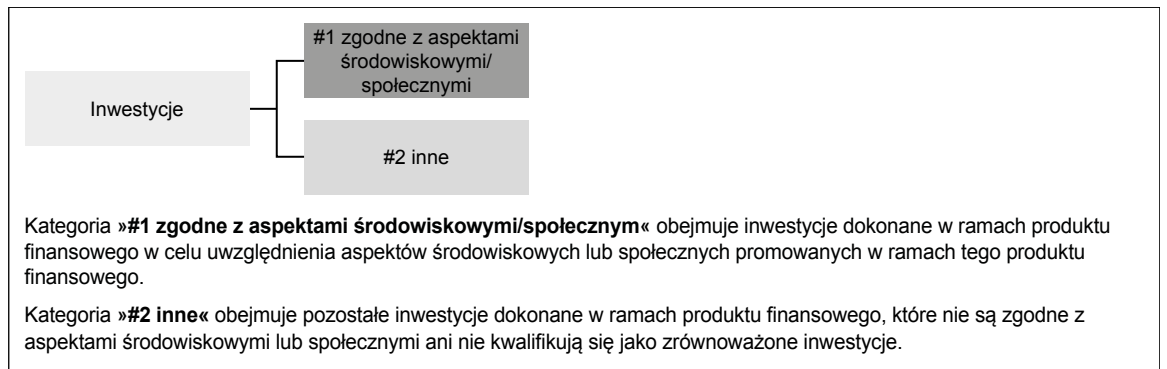 #1 zgodne z aspektami
środowiskowymi/
społecznymi
Inwestycje
#2 inne
Kategoria »#1 zgodne z aspektami środowiskowymi/społecznym« obejmuje inwestycje dokonane w ramach produktu
finansowego w celu uwzględnienia aspektów środowiskowych lub społecznych promowanych w ramach tego produktu
finansowego.
Kategoria »#2 inne« obejmuje pozostałe inwestycje dokonane w ramach produktu finansowego, które nie są zgodne z
aspektami środowiskowymi lub społecznymi ani nie kwalifikują się jako zrównoważone inwestycje.